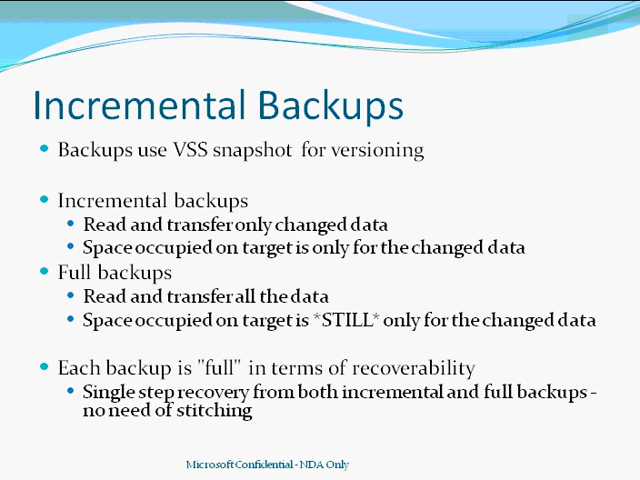 Incremental Backups
Backups use VSS snapshot for versioning
Incremental backups
Read and transfer only changed data
Space occupied on target is only for the changed data
Full backups
Read and transfer all the data
Space occupied on target is *STILL* only for the changed data
Each backup is "full" in terms of recoverability
Single step recovery from both incremental and full backups -
no need of stitching
Microsoft Confidential - NDA Only